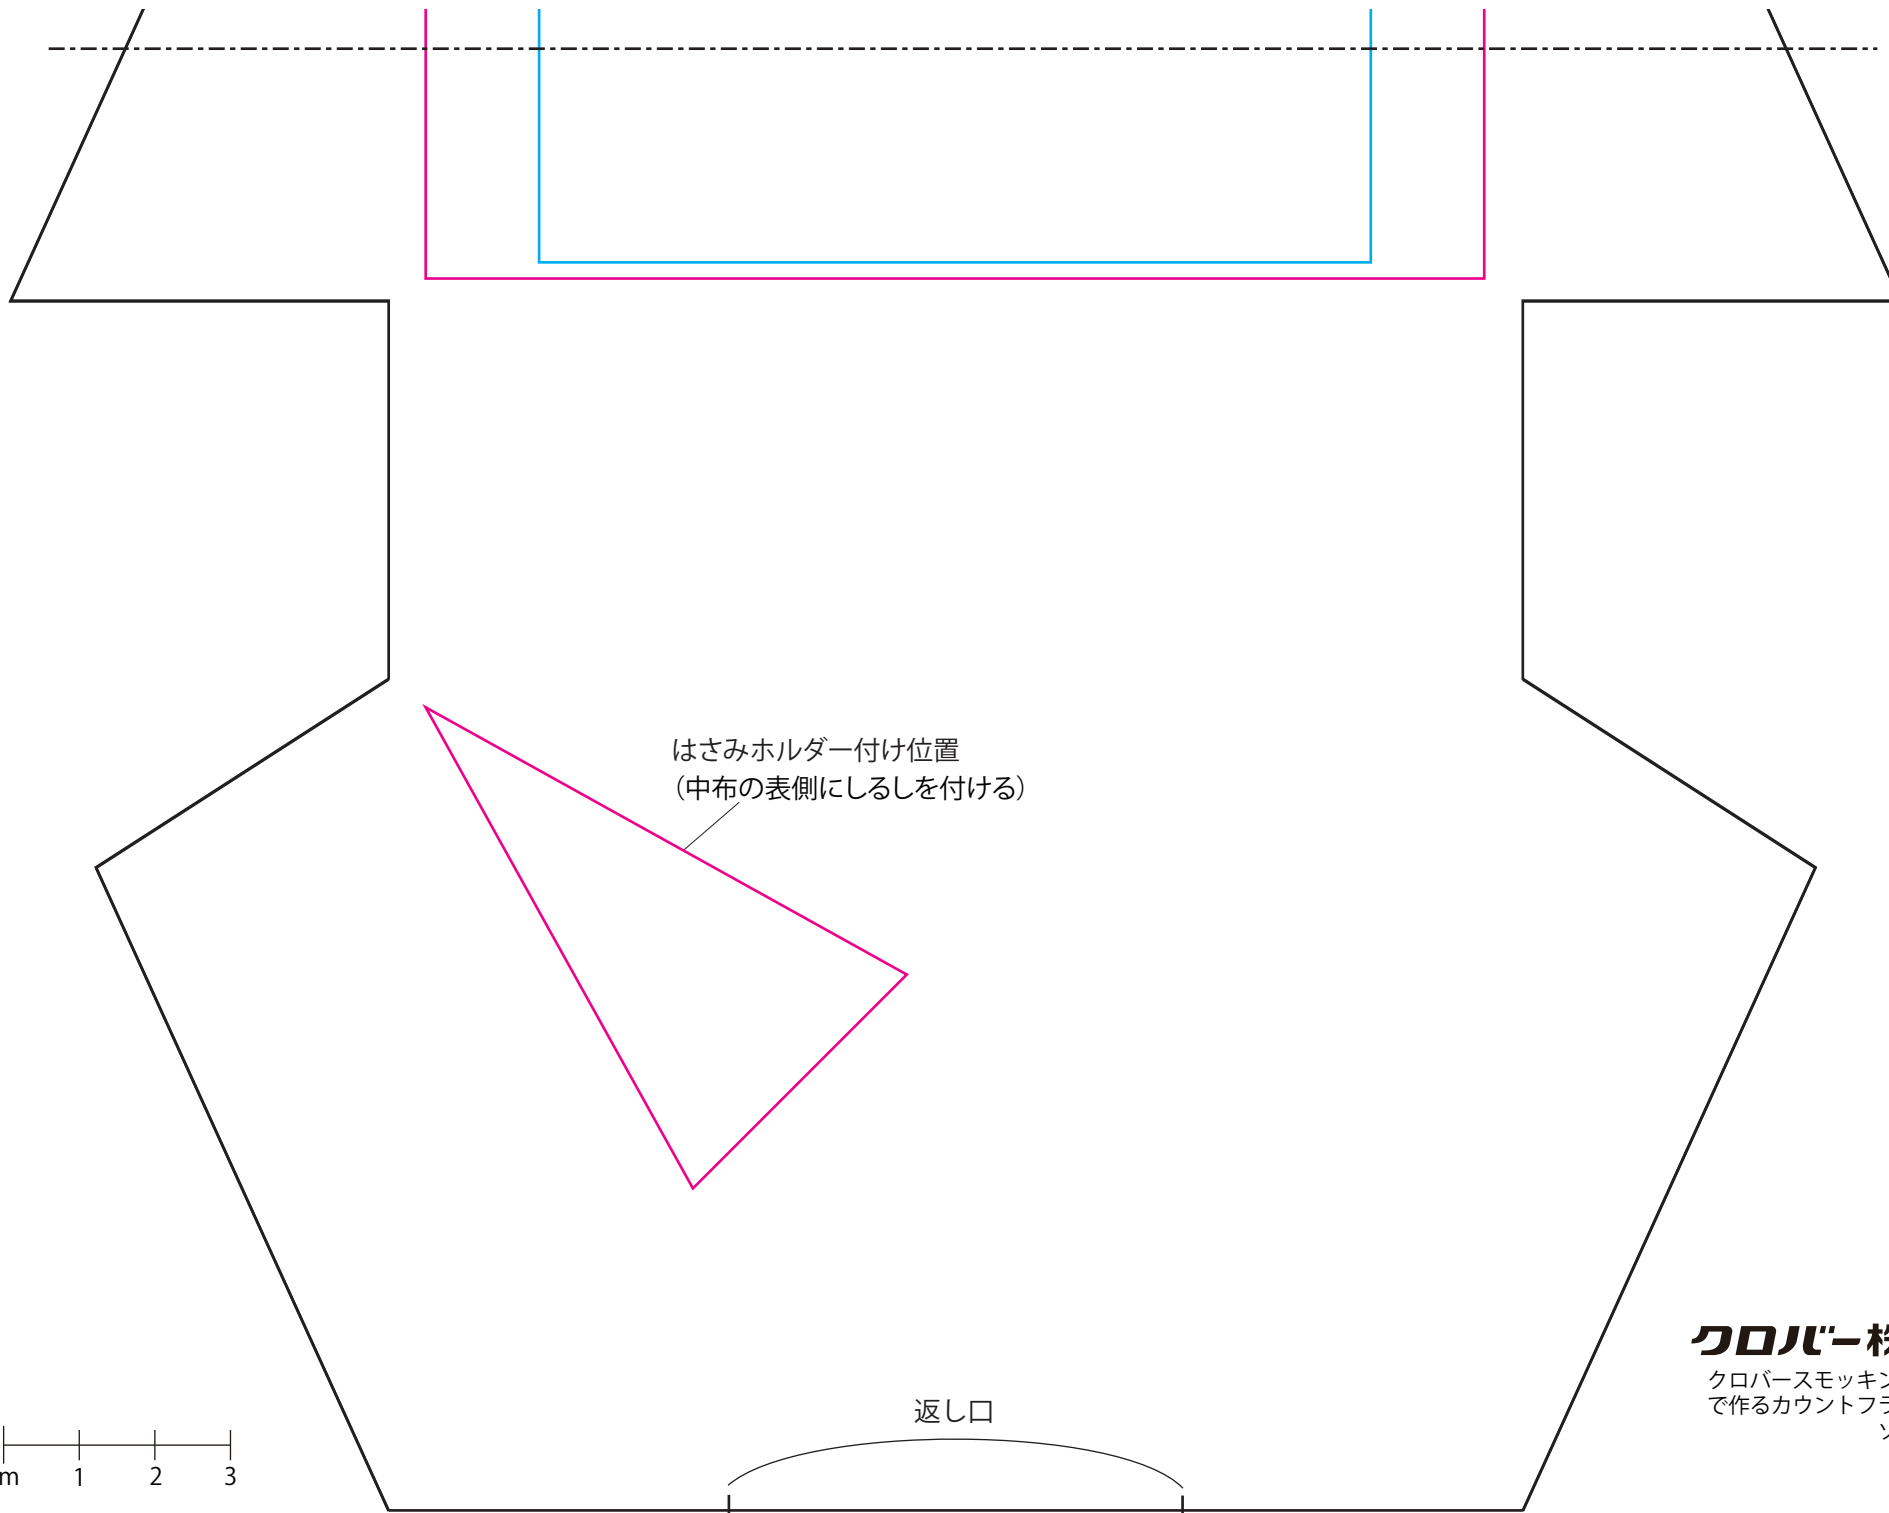 はさみホルダー付け位置
（中布の表側にしるしを付ける）
返し口
クロバー株
クロバースモッキン
で作るカウントフラ
m 1 2 3